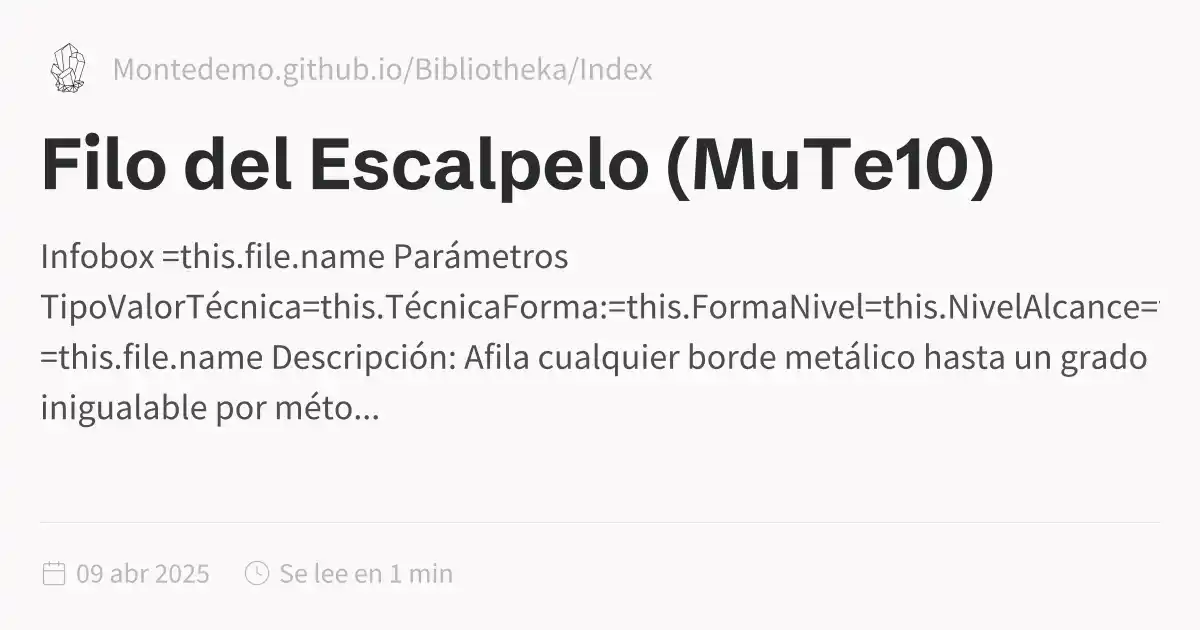 Montedemo.github.io/Bibliotheka/Index
Filo del Escalpelo (MuTe10)
Infobox =this.file.name Parámetros
TipoValorTécnica=this.TécnicaForma:=this.FormaNivel=this.NivelAlcance=
=this.file.name Descripción: Afila cualquier borde metálico hasta un grado
inigualable por méto...
09 abr 2025 Se lee en 1 min